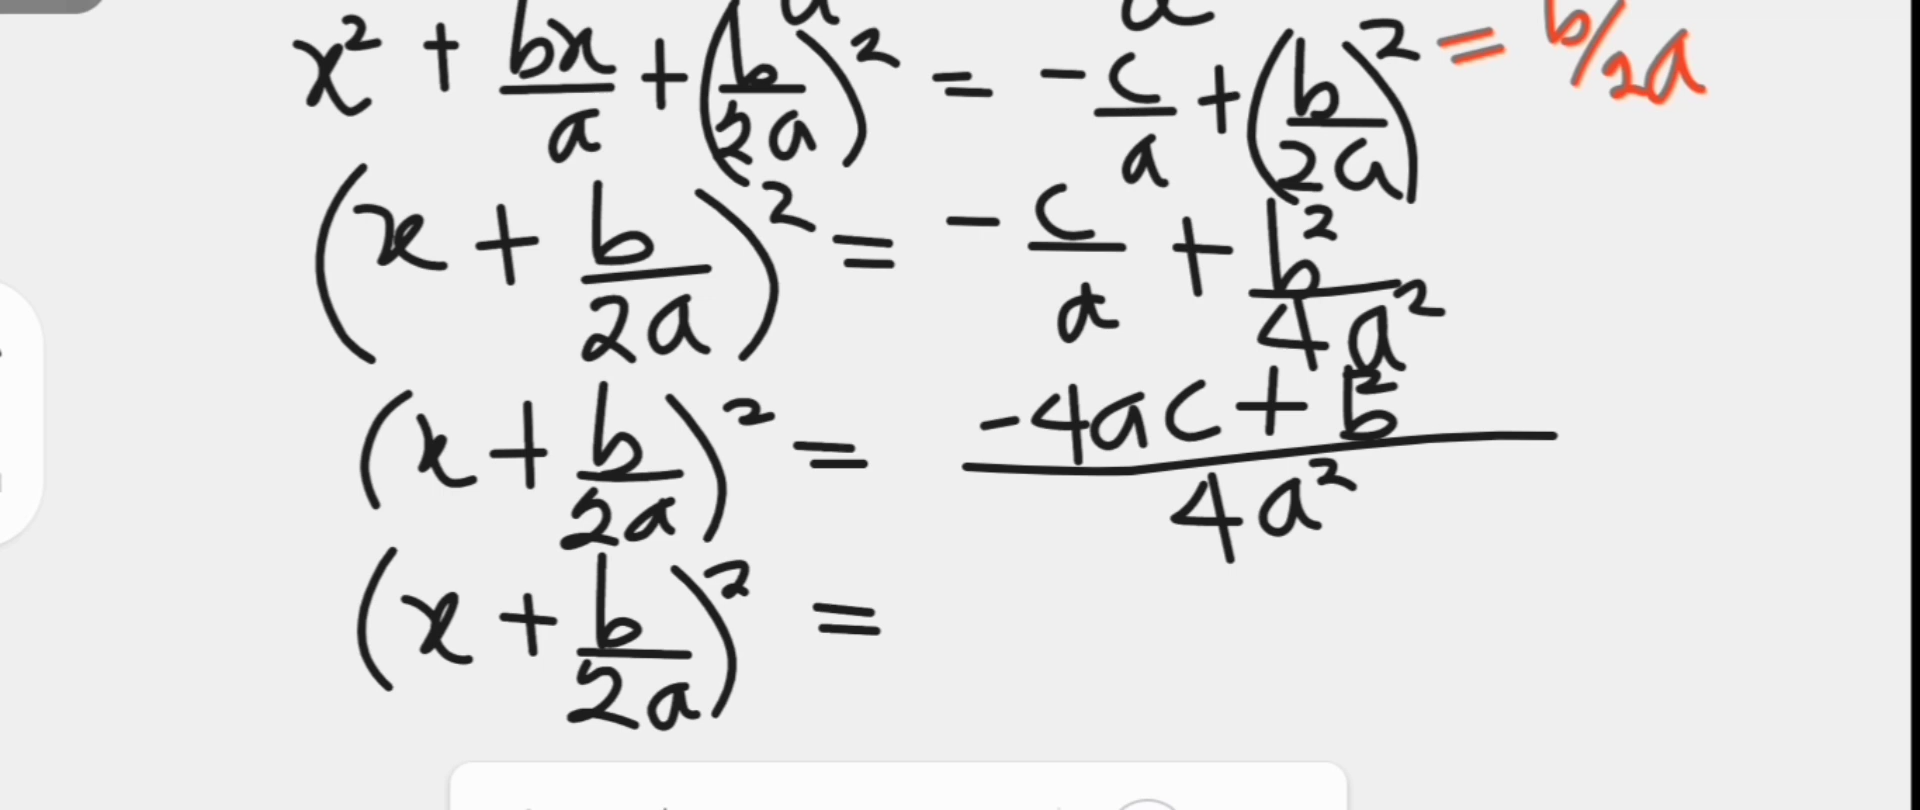 x² + bx/a + (b/2a)² = -c/a + (b/2a)² = b/2a
(x + b/2a)² = -c/a + b²/4a²
(x + b/2a)² = -4ac + b²/4a²
(x + b/2a)² =